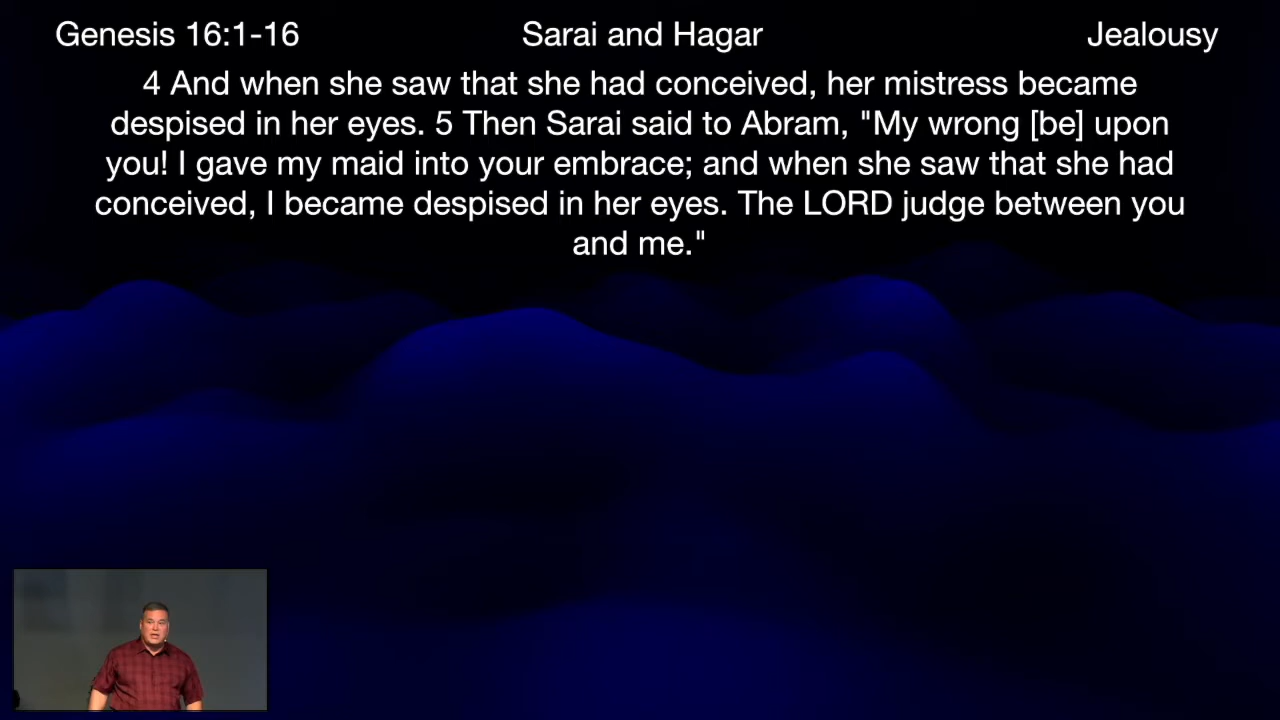 Genesis 16:1-16 Sarai and Hagar Jealousy
4 And when she saw that she had conceived, her mistress became
despised in her eyes. 5 Then Sarai said to Abram, "My wrong [be] upon
you! I gave my maid into your embrace; and when she saw that she had
conceived, I became despised in her eyes. The LORD judge between you
and me."